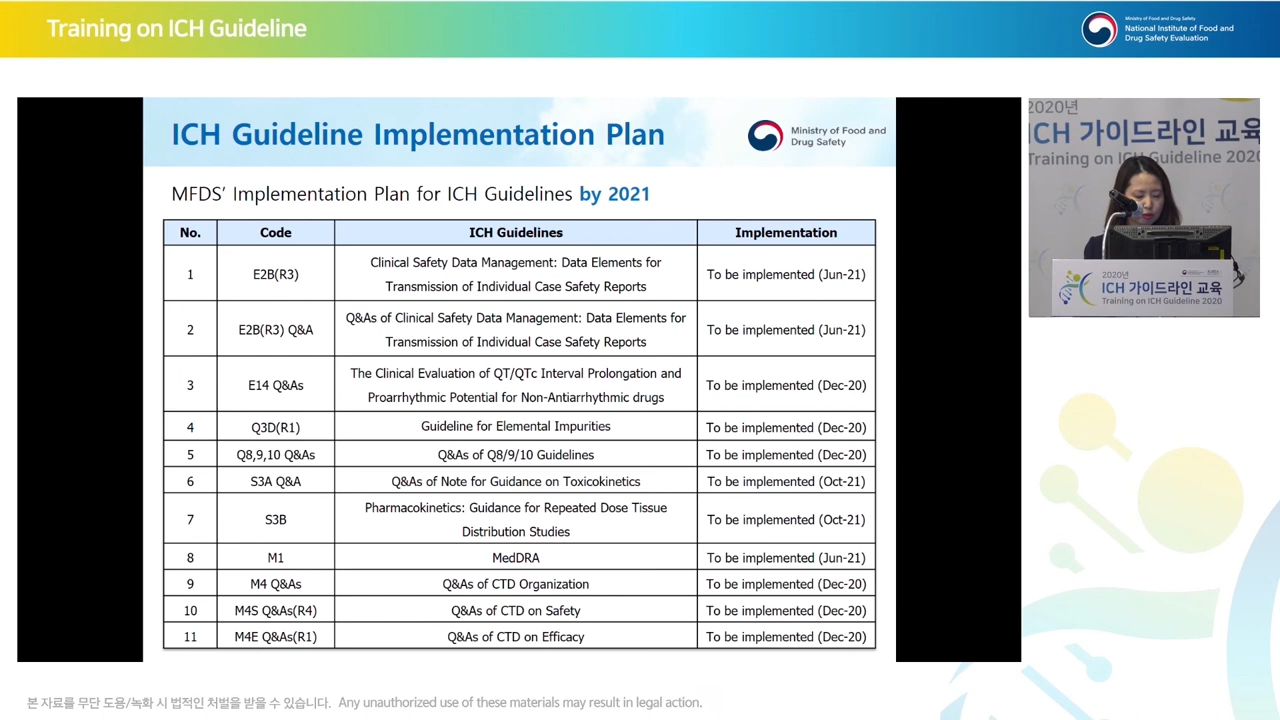 Training on ICH Guideline
Ministry of Food and Drug Safety
National Institute of Food and
Drug Safety Evaluation
ICH Guideline Implementation Plan
Ministry of Food and
Drug Safety
MFDS' Implementation Plan for ICH Guidelines by 2021
No. Code ICH Guidelines Implementation
1 E2B(R3) Clinical Safety Data Management: Data Elements for
Transmission of Individual Case Safety Reports To be implemented (Jun-21)
2 E2B(R3) Q&A Q&As of Clinical Safety Data Management: Data Elements for
Transmission of Individual Case Safety Reports To be implemented (Jun-21)
3 E14 Q&As The Clinical Evaluation of QT/QTc Interval Prolongation and
Proarrhythmic Potential for Non-Antiarrhythmic drugs To be implemented (Dec-20)
4 Q3D(R1) Guideline for Elemental Impurities To be implemented (Dec-20)
5 Q8,9,10 Q&As Q&As of Q8/9/10 Guidelines To be implemented (Dec-20)
6 S3A Q&A Q&As of Note for Guidance on Toxicokinetics To be implemented (Oct-21)
7 S3B Pharmacokinetics: Guidance for Repeated Dose Tissue
Distribution Studies To be implemented (Oct-21)
8 M1 MedDRA To be implemented (Jun-21)
9 M4 Q&As Q&As of CTD Organization To be implemented (Dec-20)
10 M4S Q&As(R4) Q&As of CTD on Safety To be implemented (Dec-20)
11 M4E Q&As(R1) Q&As of CTD on Efficacy To be implemented (Dec-20)
2020년
ICH 가이드라인 교육
Training on ICH Guideline 2020
2020년
ICH 가이드라인 교육
Training on ICH Guideline 2020
본 자료를 무단 도용/녹화 시 법적인 처벌을 받을 수 있습니다. Any unauthorized use of these materials may result in legal action.